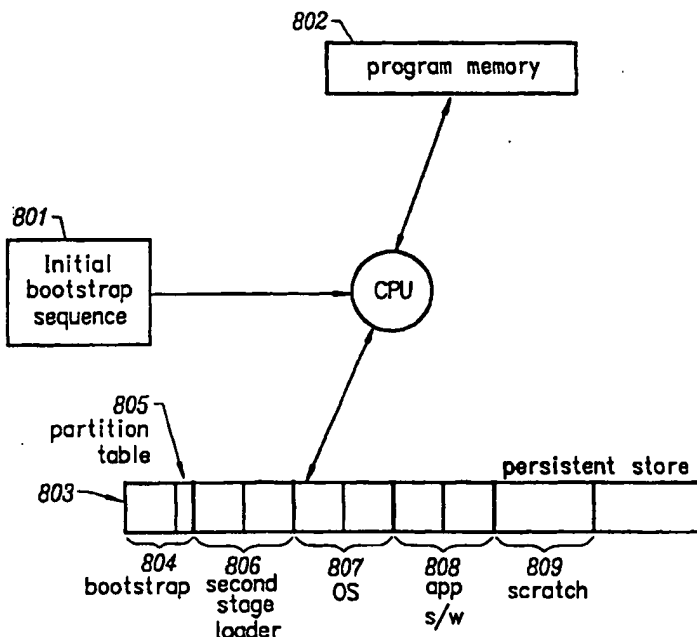 802
program memory
801
Initial
bootstrap
sequence
CPU
805
partition
table
persistent store
803
804
bootstrap
806
second
stage
loader
807
OS
808
app
s/w
809
scratch